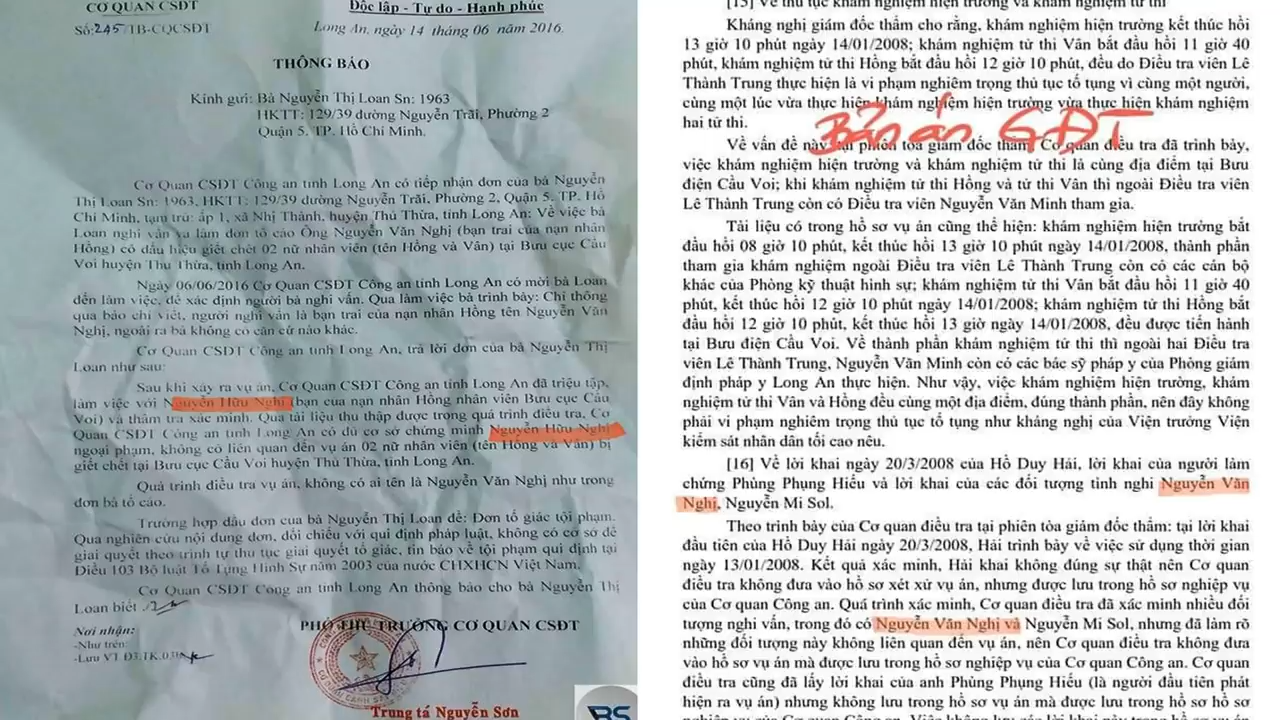 CƠ QUAN CSĐT
Số:245/TB-CQCSĐT
Độc lập - Tự do - Hạnh phúc
Long An, ngày 14 tháng 06 năm 2016.
THÔNG BÁO
Kính gửi: Bà Nguyễn Thị Loan Sn: 1963
HKTT: 129/39 đường Nguyễn Trãi, Phường 2
Quận 5. TP. Hồ Chí Minh.
Cơ Quan CSĐT Công an tỉnh Long An có tiếp nhận đơn của bà Nguyễn
Thị Loan Sn: 1963, HKTT: 129/39 dường Nguyễn Trãi, Phường 2, Quận 5. TP. Hồ
Chí Minh, tạm trú: ấp 1, xã Nhị Thành, huyện Thủ Thừa, tỉnh Long An: Về việc bà
Loan nghi vấn và làm đơn tố cáo Ông Nguyễn Văn Nghị (bạn trai của nạn nhân
Hồng) có dấu hiệu giết chết 02 nữ nhân viên (tên Hồng và Vân) tại Bưu cục Cầu
Voi huyện Thủ Thừa, tỉnh Long An.
Ngày 06/06/2016 Cơ Quan CSĐT Công an tỉnh Long An có mời bà Loan
đến làm việc, để xác định người bà nghi vấn. Qua làm việc bà trình bày: Chỉ thông
qua báo chí viết, người nghi vấn là bạn trai của nạn nhân Hồng tên Nguyễn Văn
Nghị, ngoài ra bà không có căn cứ nào khác.
Cơ Quan CSĐT Công an tỉnh Long An, trả lời đơn của bà Nguyễn Thị
Loan như sau:
Sau khi xảy ra vụ án, Cơ Quan CSĐT Công an tỉnh Long An đã triệu tập,
làm việc với Nguyễn Hữu Nghị (bạn của nạn nhân Hồng nhân viên Bưu cục Cầu
Voi) và thẩm tra xác minh. Qua tài liệu thu thập được trong quá trình điều tra, Cơ
Quan CSĐT Công an tỉnh Long An có đủ cơ sở chứng minh Nguyễn Hữu Nghị
ngoại phạm, không có liên quan đến vụ án 02 nữ nhân viên (tên Hồng và Vân) bị
giết chết tại Bưu cục Cầu Voi huyện Thủ Thừa, tỉnh Long An.
Quá trình điều tra vụ án, không có ai tên là Nguyễn Văn Nghị như trong
đơn bà tố cáo.
Trường hợp đầu đơn của bà Nguyễn Thị Loan đề: Đơn tố giác tội phạm.
Qua nghiên cứu nội dung đơn, đối chiếu với qui định pháp luật, không có cơ sở để
giải quyết theo trình tự thủ tục giải quyết tố giác, tin báo về tội phạm qui định tại
Điều 103 Bộ luật Tố Tụng Hình Sự năm 2003 của nước CHXHCN Việt Nam.
Cơ Quan CSĐT Công an tỉnh Long An thông báo cho bà Nguyễn Thị
Loan biết
Nơi nhận:
-Như trên;
-Lưu VT.Đ3.TK.03b
PHÓ THỦ TRƯỞNG CƠ QUAN CSĐT
Trung tá Nguyễn Sơn
BS
[15] Về thủ tục khám nghiệm hiện trường và khám nghiệm tử thi
Kháng nghị giám đốc thẩm cho rằng, khám nghiệm hiện trường kết thúc hồi
13 giờ 10 phút ngày 14/01/2008; khám nghiệm tử thi Vân bắt đầu hồi 11 giờ 40
phút, khám nghiệm tử thi Hồng bắt đầu hồi 12 giờ 10 phút, đều do Điều tra viên Lê
Thành Trung thực hiện là vi phạm nghiêm trọng thủ tục tố tụng vì cùng một người,
cùng một lúc vừa thực hiện khám nghiệm hiện trường vừa thực hiện khám nghiệm
hai tử thi.
Bản án GĐT
Về vấn đề này tại phiên tòa giám đốc thẩm Cơ quan điều tra đã trình bày,
việc khám nghiệm hiện trường và khám nghiệm tử thi là cùng địa điểm tại Bưu
điện Cầu Voi; khi khám nghiệm tử thi Hồng và tử thi Vân thì ngoài Điều tra viên
Lê Thành Trung còn có Điều tra viên Nguyễn Văn Minh tham gia.
Tài liệu có trong hồ sơ vụ án cũng thể hiện: khám nghiệm hiện trường bắt
đầu hồi 08 giờ 10 phút, kết thúc hồi 13 giờ 10 phút ngày 14/01/2008, thành phần
tham gia khám nghiệm ngoài Điều tra viên Lê Thành Trung còn có các cán bộ
khác của Phòng kỹ thuật hình sự; khám nghiệm tử thi Vân bắt đầu hồi 11 giờ 40
phút, kết thúc hồi 12 giờ 10 phút ngày 14/01/2008; khám nghiệm tử thi Hồng bắt
đầu hồi 12 giờ 10 phút, kết thúc hồi 13 giờ ngày 14/01/2008, đều được tiến hành
tại Bưu điện Cầu Voi. Về thành phần khám nghiệm tử thi thì ngoài hai Điều tra
viên Lê Thành Trung, Nguyễn Văn Minh còn có các bác sỹ pháp y của Phòng giám
định pháp y Long An thực hiện. Như vậy, việc khám nghiệm hiện trường, khám
nghiệm tử thi Vân và Hồng đều cùng một địa điểm, đúng thành phần, nên đây không
phải vi phạm nghiêm trọng thủ tục tố tụng như kháng nghị của Viện trưởng Viện
kiểm sát nhân dân tối cao nêu.
[16] Về lời khai ngày 20/3/2008 của Hồ Duy Hải, lời khai của người làm
chứng Phùng Phụng Hiếu và lời khai của các đối tượng tình nghi Nguyễn Văn
Nghị, Nguyễn Mi Sol.
Theo trình bày của Cơ quan điều tra tại phiên tòa giám đốc thẩm: tại lời khai
đầu tiên của Hồ Duy Hải ngày 20/3/2008, Hải trình bày về việc sử dụng thời gian
ngày 13/01/2008. Kết quả xác minh, Hải khai không đúng sự thật nên Cơ quan
điều tra không đưa vào hồ sơ xét xử vụ án, nhưng được lưu trong hồ sơ nghiệp vụ
của Cơ quan Công an. Quá trình xác minh, Cơ quan điều tra đã xác minh nhiều đối
tượng nghi vấn, trong đó có Nguyễn Văn Nghị và Nguyễn Mi Sol, nhưng đã làm rõ
những đối tượng này không liên quan đến vụ án, nên Cơ quan điều tra không đưa
vào hồ sơ vụ án mà được lưu trong hồ sơ nghiệp vụ của Cơ quan Công an. Cơ quan
điều tra cũng đã lấy lời khai của anh Phùng Phụng Hiếu (là người đầu tiên phát
hiện ra vụ án) nhưng không lưu trong hồ sơ vụ án mà được lưu trong hồ sơ hồ sơ